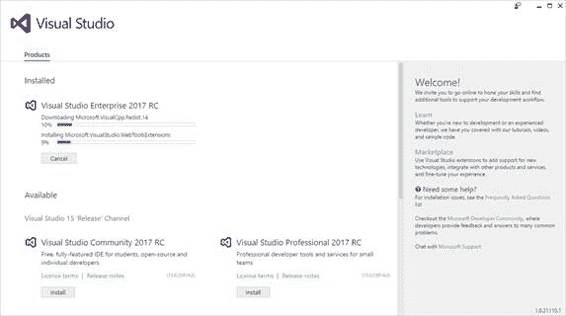 Visual Studio
Products
Installed
Visual Studio Enterprise 2017 RC
Downloading Microsoft.VisualCpp.Redist.14
10%
Installing Microsoft.VisualStudio.WebToolsExtensions
9%
Cancel
Available
Visual Studio 15 'Release' Channel
Visual Studio Community 2017 RC
Free, fully-featured IDE for students, open-source and
individual developers
License terms | Release notes
Install
Visual Studio Professional 2017 RC
Professional developer tools and services for small
teams
License terms | Release notes
Install
Welcome!
We invite you to go online to hone your skills and find
additional tools to support your development workflow.
Learn
Whether you're new to development or an experienced
developer, we have you covered with our tutorials, videos,
and sample code.
Marketplace
Use Visual Studio extensions to add support for new
technologies, integrate with other products and services,
and fine-tune your experience.
Need some help?
For installation issues, see the Frequently Asked Questions
list
Checkout the Microsoft Developer Community, where
developers provide feedback and answers to many common
problems.
Chat with Microsoft Support
1.0.21110.1